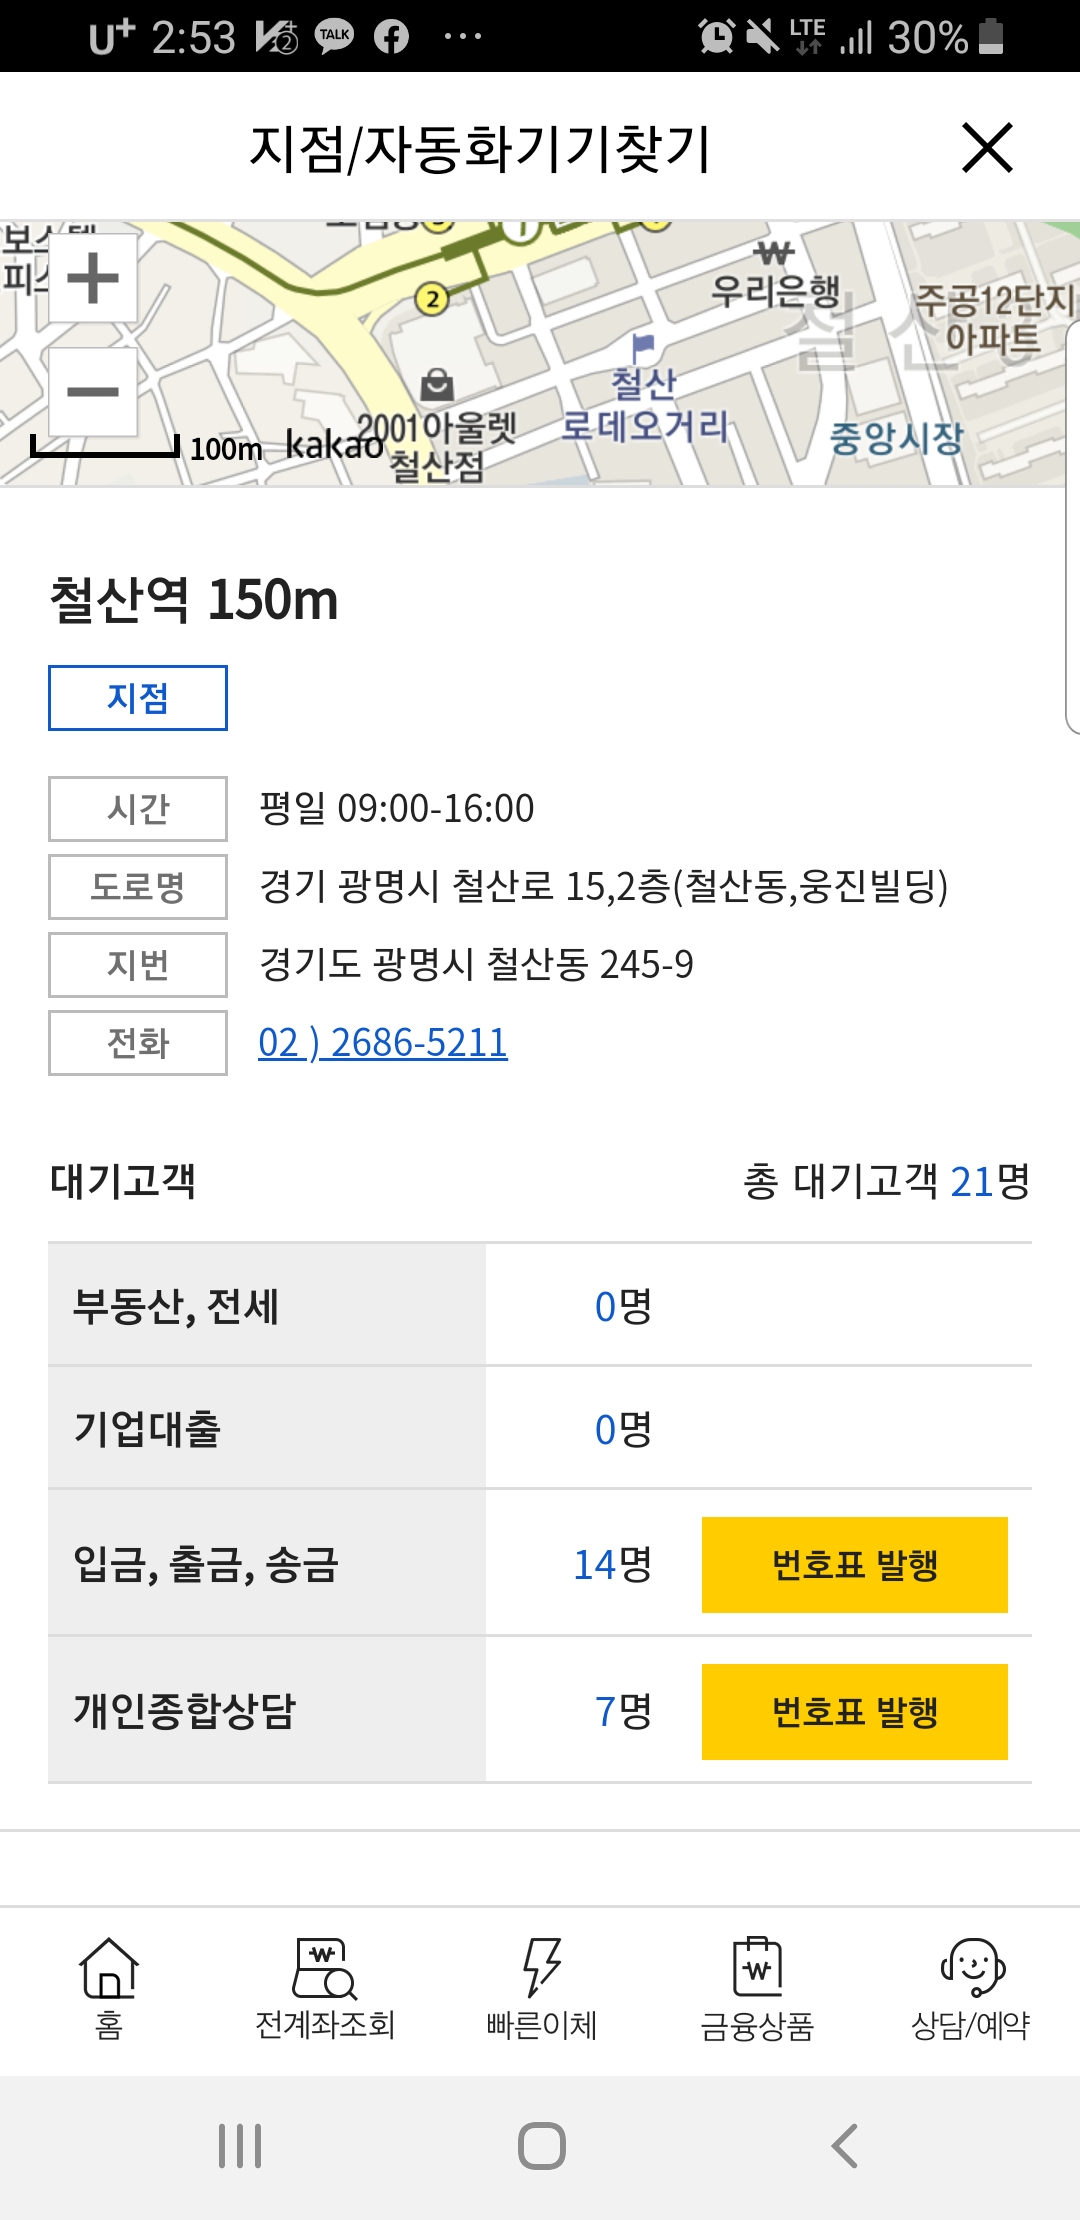 U+ 2:53 TALK ... LTE 30%
지점/자동화기기찾기
우리은행
주공12단지
아파트
2
철산
로데오거리
2001아울렛
철산점
중앙시장
100m kakao
철산역 150m
지점
시간 평일 09:00-16:00
도로명 경기 광명시 철산로 15,2층(철산동,웅진빌딩)
지번 경기도 광명시 철산동 245-9
전화 02 ) 2686-5211
대기고객 총 대기고객 21명
부동산, 전세 0명
기업대출 0명
입금, 출금, 송금 14명 번호표 발행
개인종합상담 7명 번호표 발행
홈 전계좌조회 빠른이체 금융상품 상담/예약